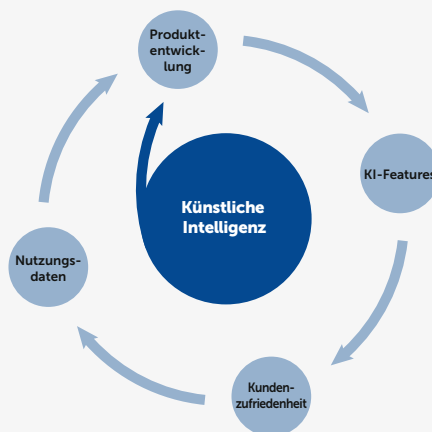 Produkt-
entwick-
lung
KI-Features
Künstliche
Intelligenz
Nutzungs-
daten
Kunden-
zufriedenheit